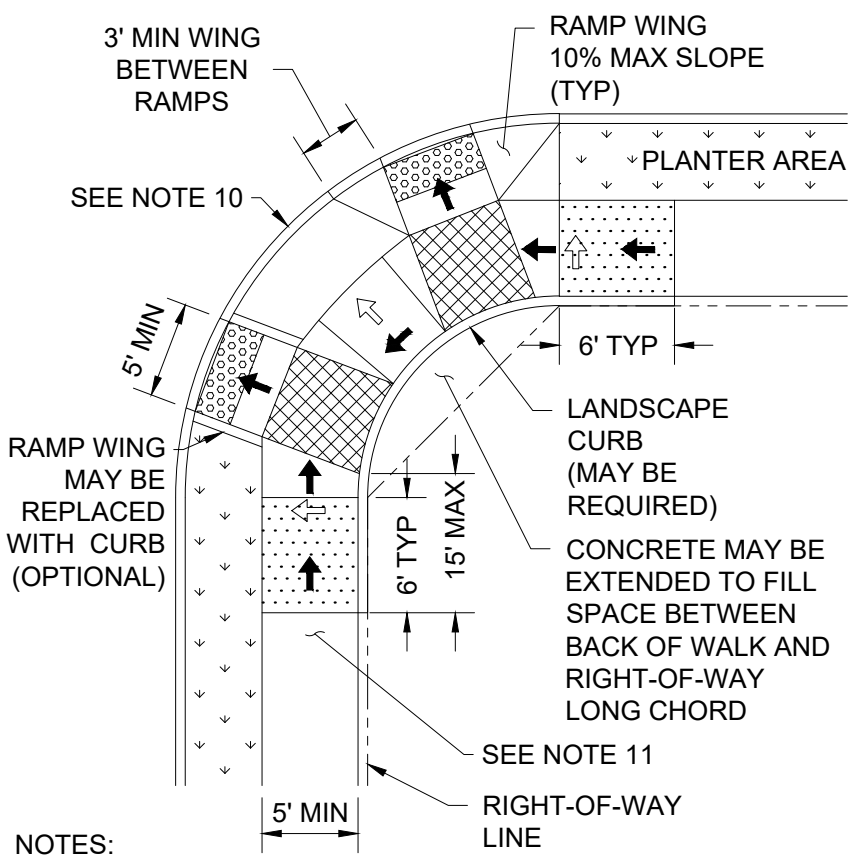 3' MIN WING
BETWEEN
RAMPS
RAMP WING
10% MAX SLOPE
(TYP)
PLANTER AREA
SEE NOTE 10
5' MIN
6' TYP
RAMP WING
MAY BE
REPLACED
WITH CURB
(OPTIONAL)
LANDSCAPE
CURB
(MAY BE
REQUIRED)
6' TYP
15' MAX
CONCRETE MAY BE
EXTENDED TO FILL
SPACE BETWEEN
BACK OF WALK AND
RIGHT-OF-WAY
LONG CHORD
SEE NOTE 11
5' MIN
RIGHT-OF-WAY
LINE
NOTES: